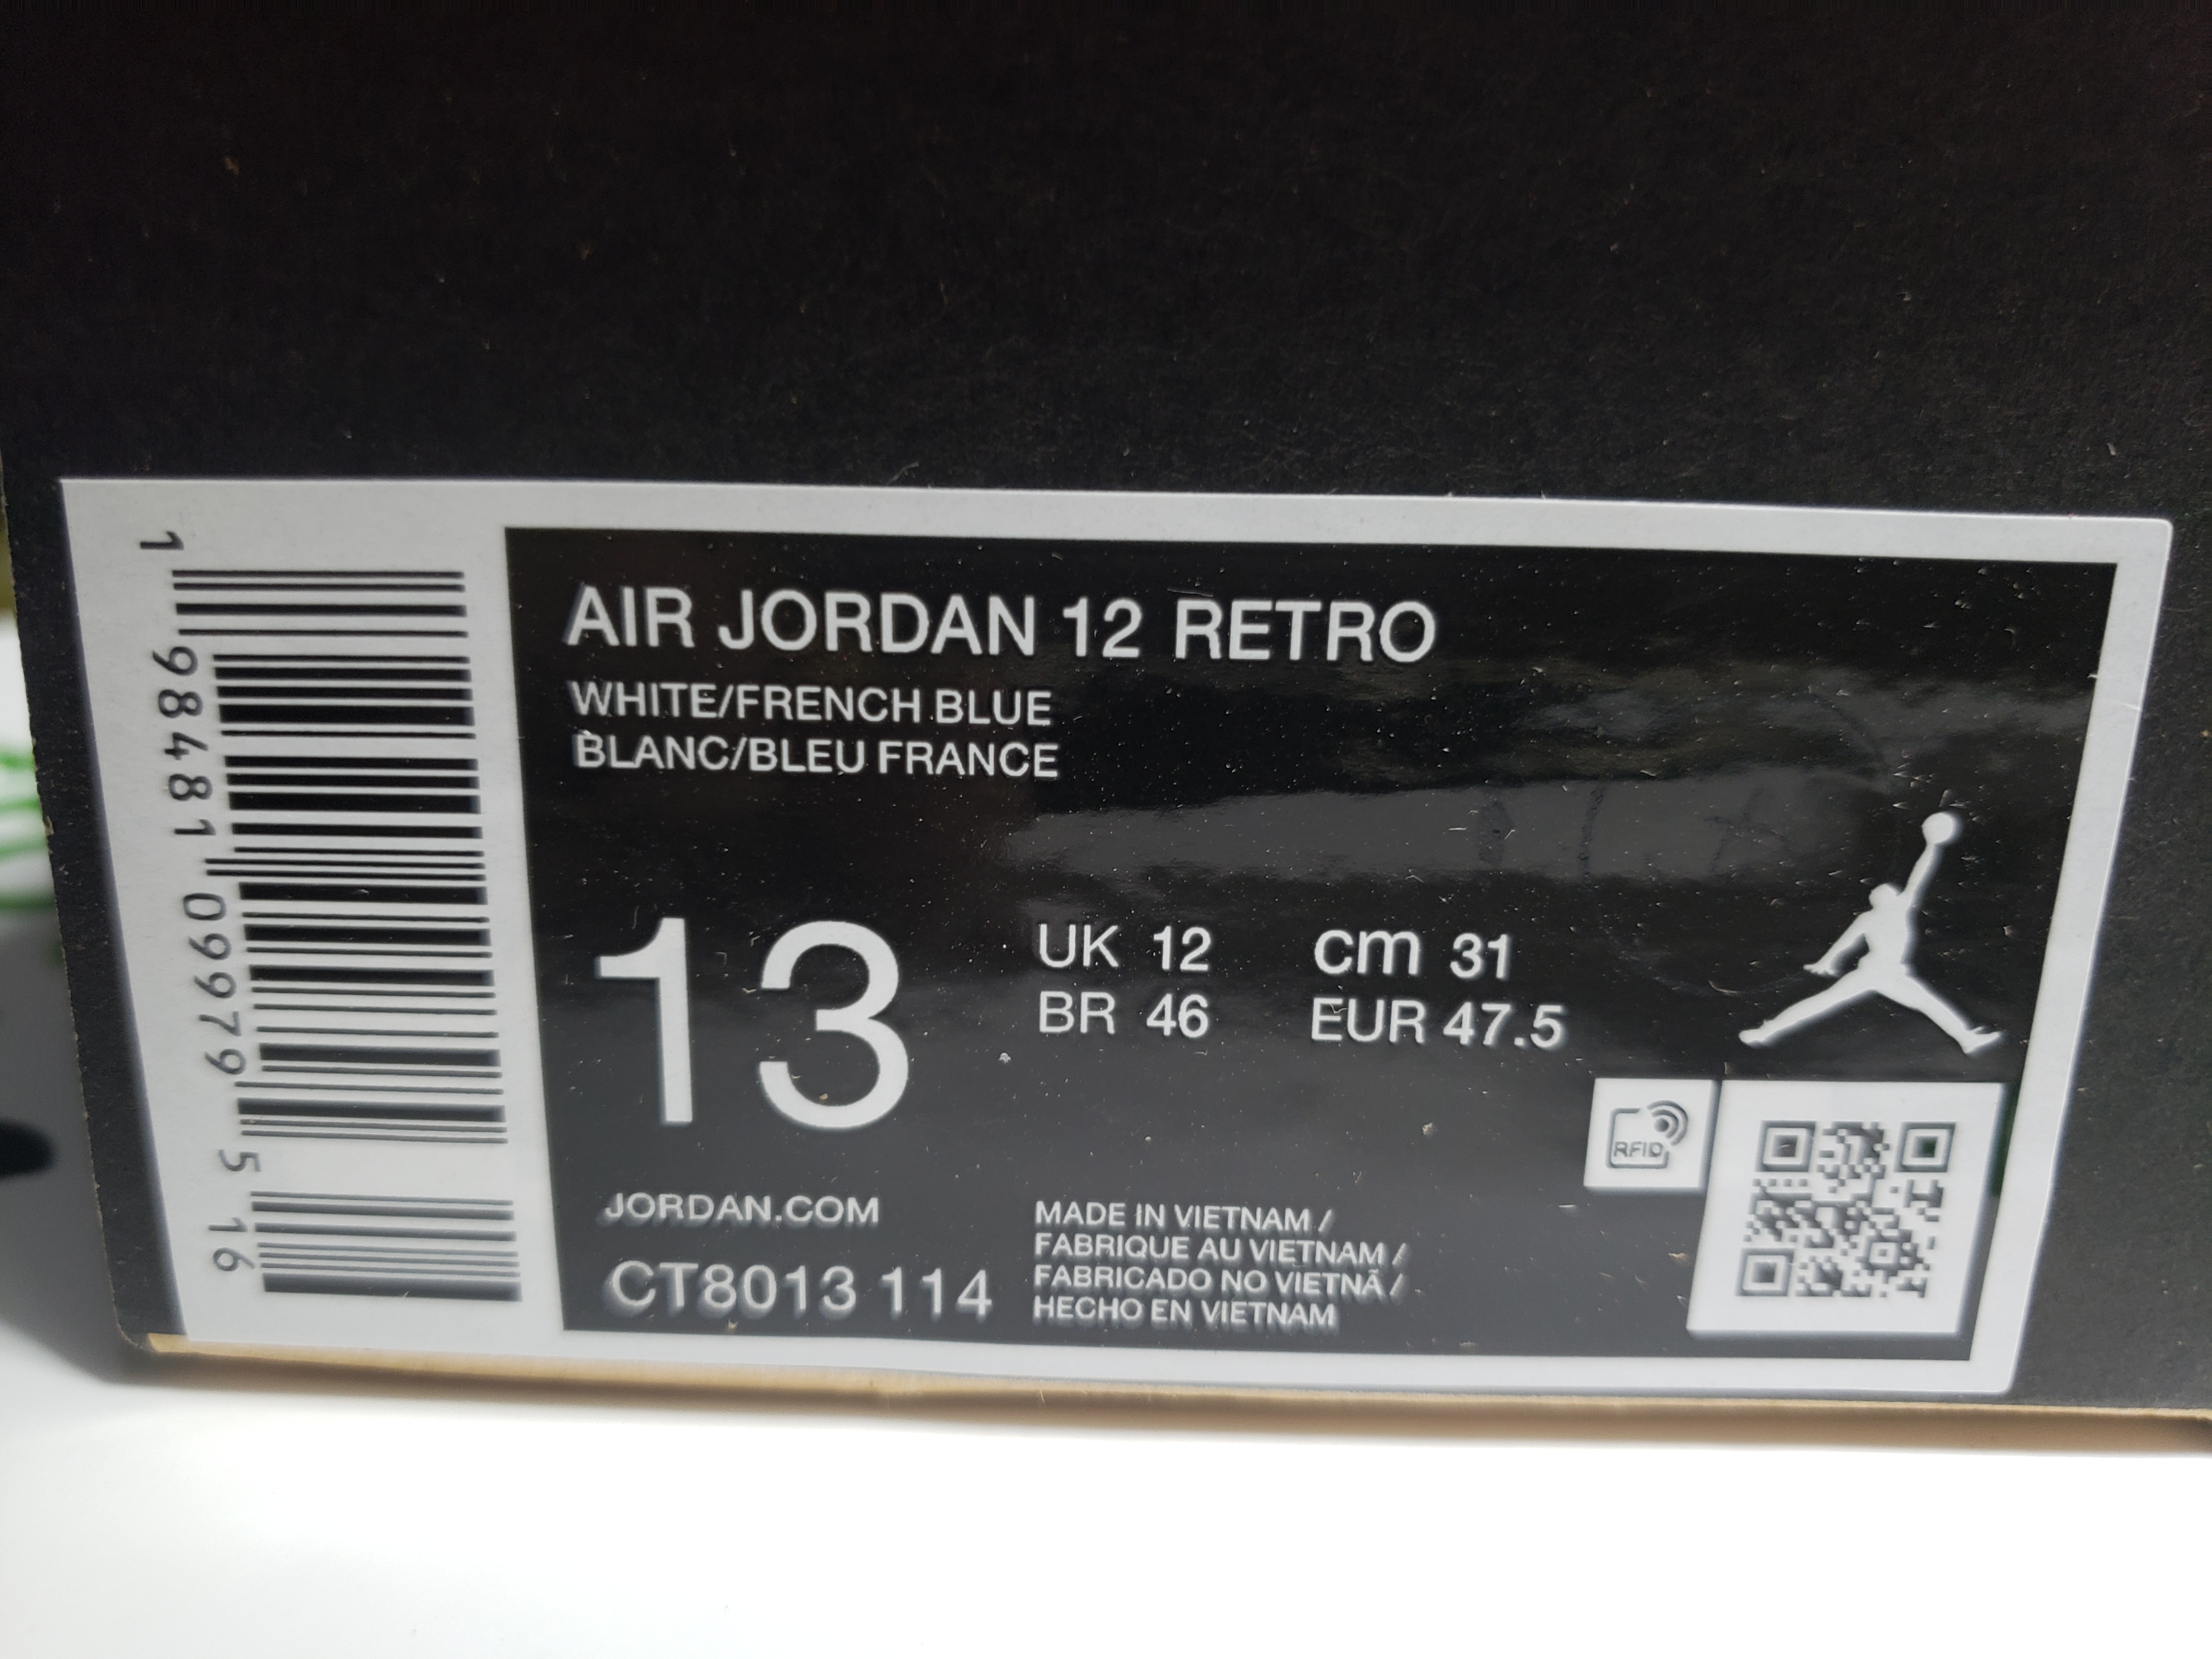 1 98481 09979 5 16
AIR JORDAN 12 RETRO
WHITE/FRENCH BLUE
BLANC/BLEU FRANCE
13
UK 12
BR 46
cm 31
EUR 47.5
RFID
JORDAN.COM
CT8013 114
MADE IN VIETNAM /
FABRIQUE AU VIETNAM /
FABRICADO NO VIETNÃ /
HECHO EN VIETNAM